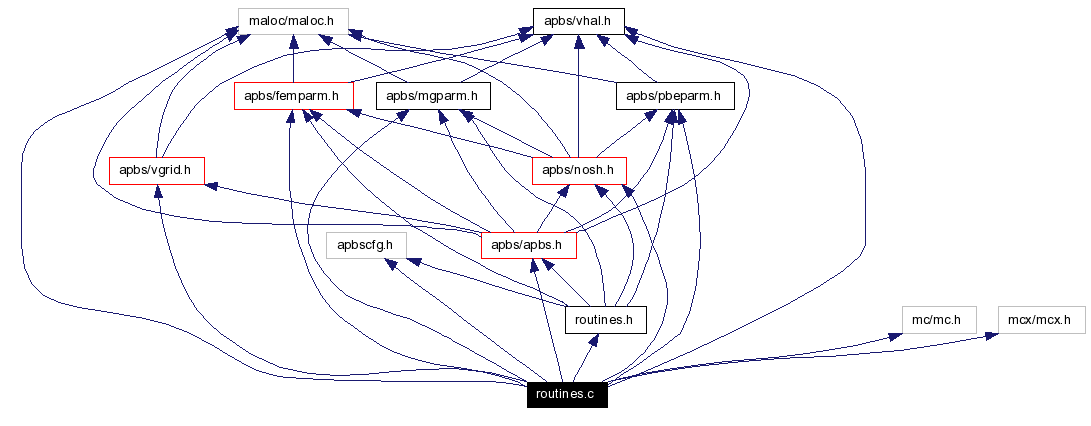 maloc/maloc.h
apbs/vhal.h
apbs/femparm.h
apbs/mgparm.h
apbs/pbeparm.h
apbs/vgrid.h
apbs/nosh.h
apbscfg.h
apbs/apbs.h
routines.h
mc/mc.h
mcx/mcx.h
routines.c